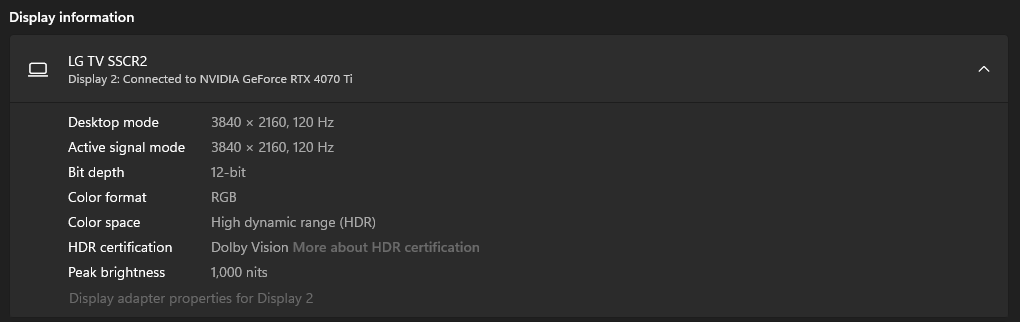 Display information
LG TV SSCR2
Display 2: Connected to NVIDIA GeForce RTX 4070 Ti
Desktop mode 3840 × 2160, 120 Hz
Active signal mode 3840 × 2160, 120 Hz
Bit depth 12-bit
Color format RGB
Color space High dynamic range (HDR)
HDR certification Dolby Vision More about HDR certification
Peak brightness 1,000 nits
Display adapter properties for Display 2